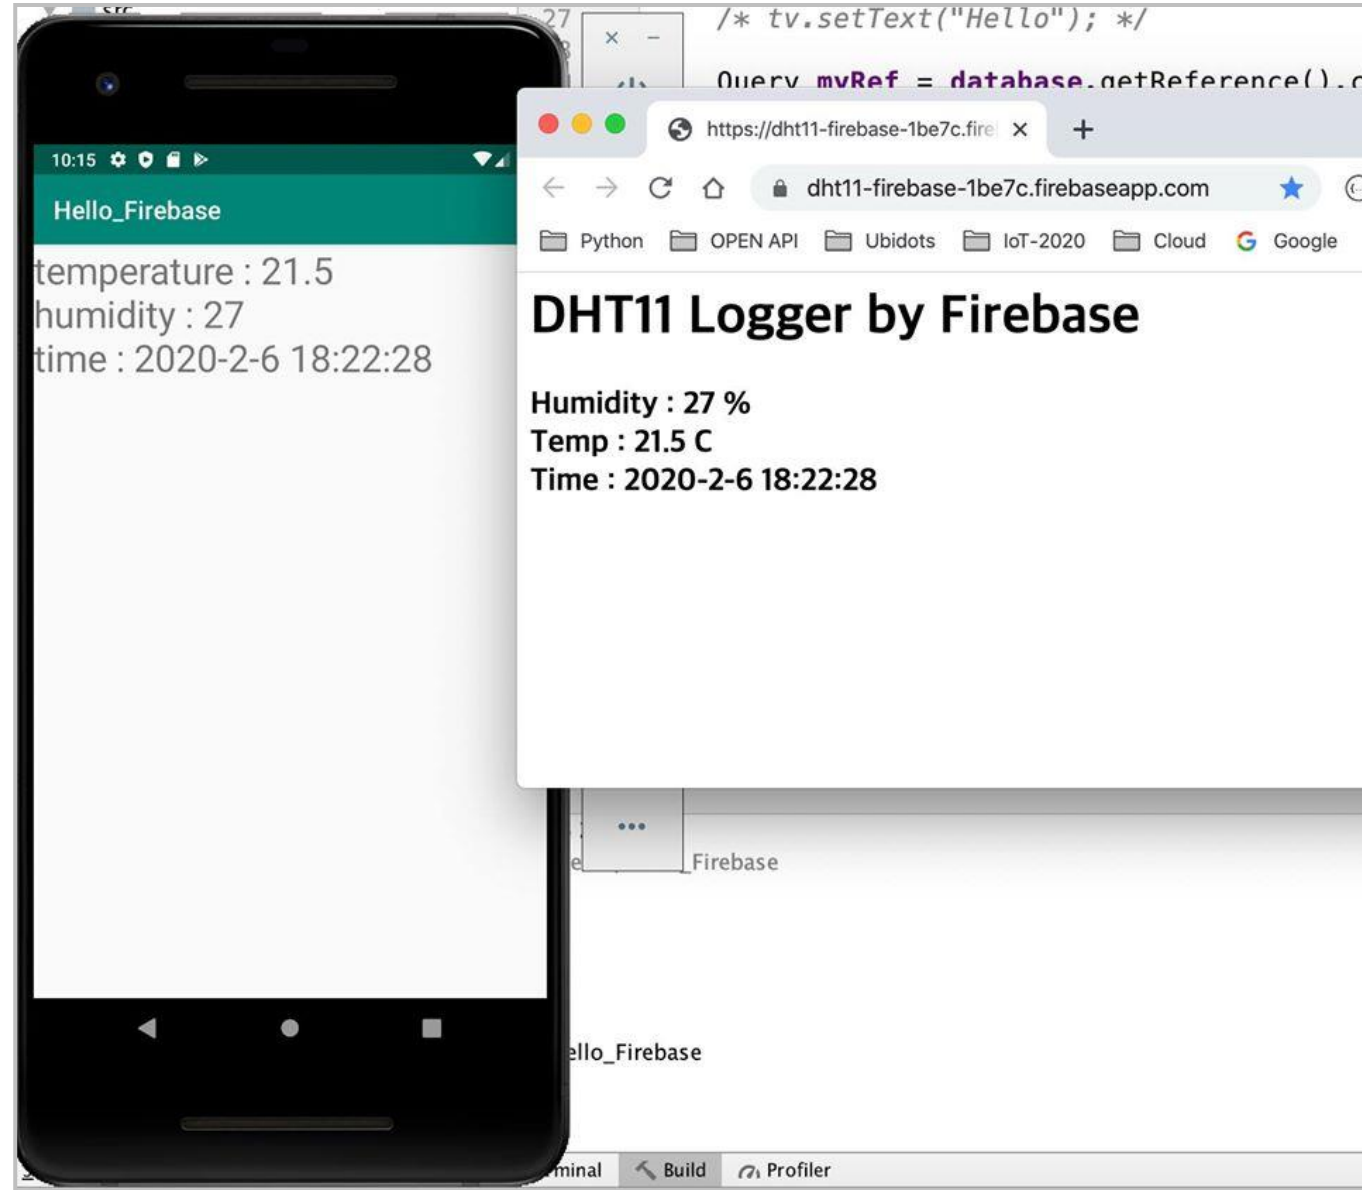 src
27
/* tv.setText("Hello"); */
Query myRef = database.getReference().c
https://dht11-firebase-1be7c.fire
dht11-firebase-1be7c.firebaseapp.com
Python OPEN API Ubidots IoT-2020 Cloud Google
10:15
Hello_Firebase
temperature : 21.5
humidity : 27
time : 2020-2-6 18:22:28
DHT11 Logger by Firebase
Humidity : 27 %
Temp : 21.5 C
Time : 2020-2-6 18:22:28
_Firebase
ello_Firebase
minal Build Profiler